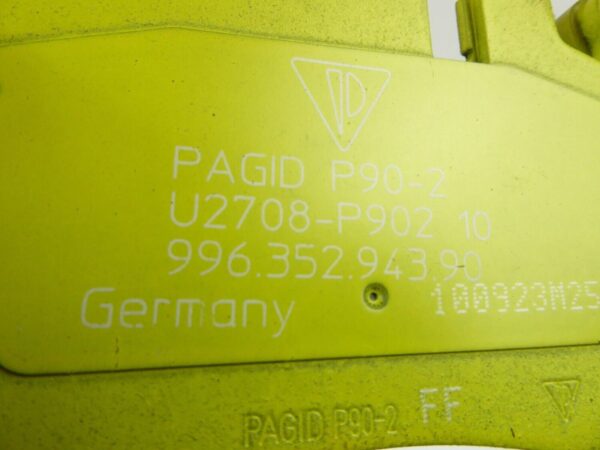 PAGID P90-2
U2708-P902 10
996.352.943.90
Germany 100923M25
PAGID P90-2 FF